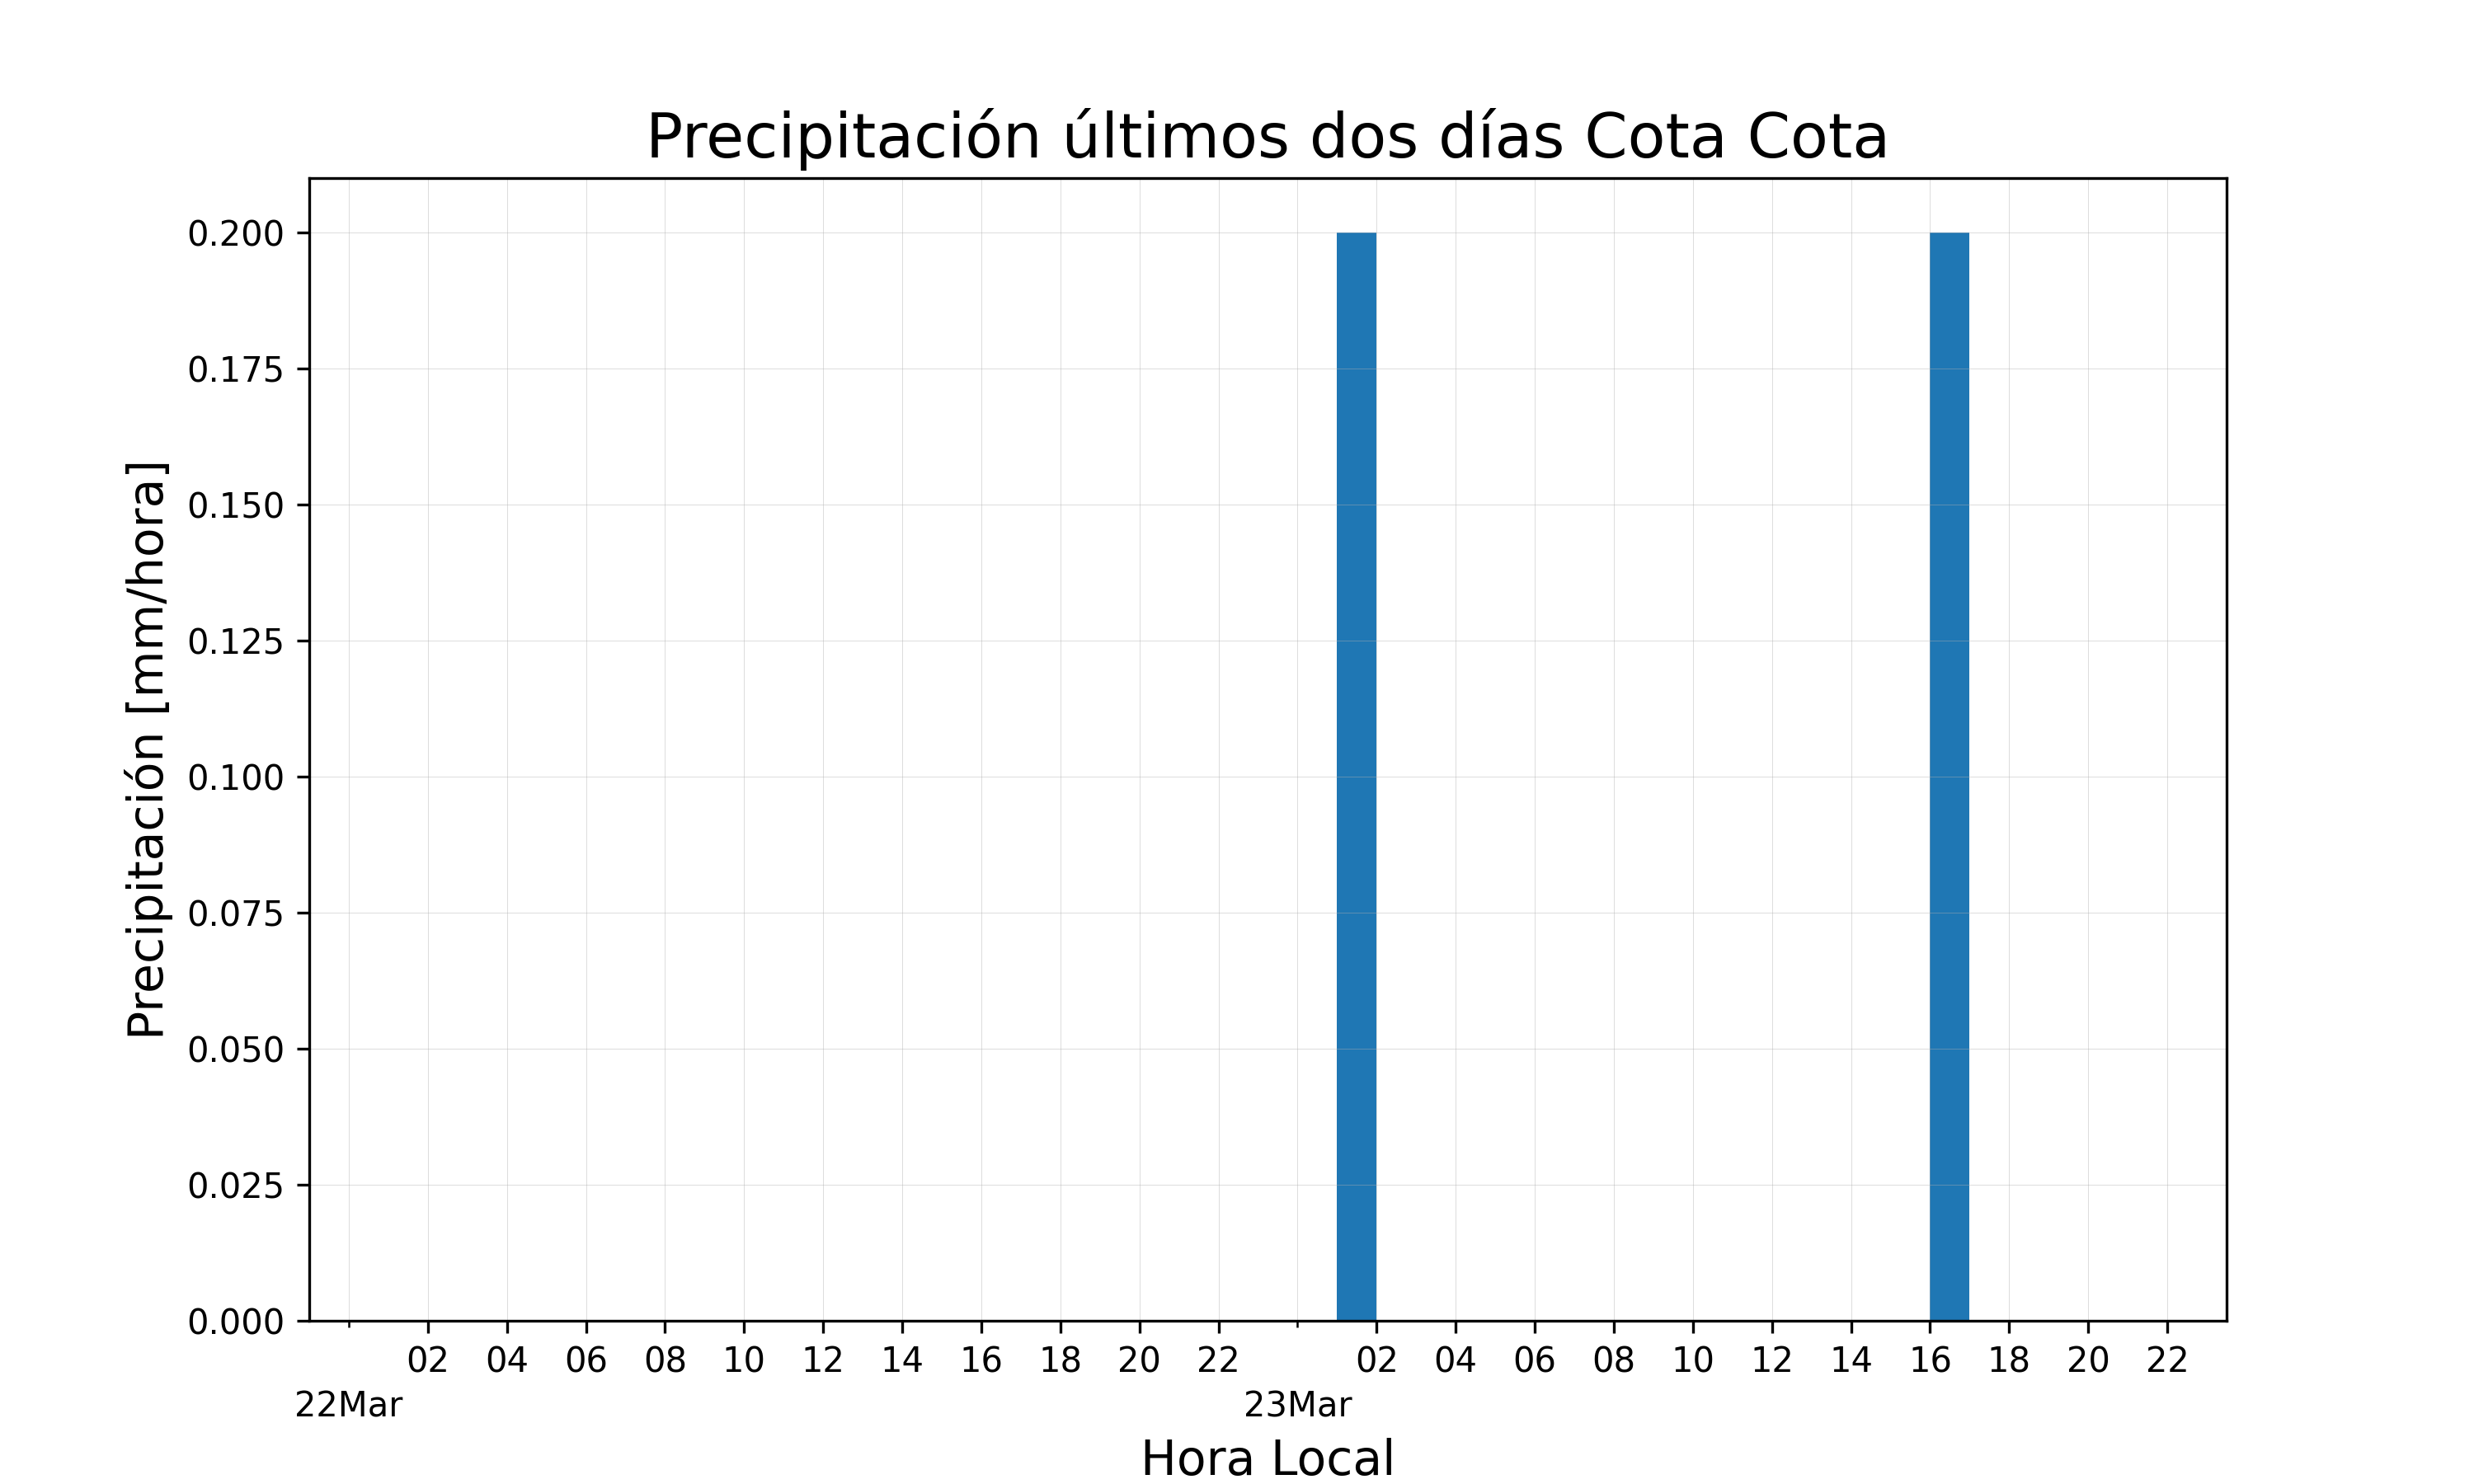 Precipitación últimos dos días Cota Cota
Precipitación [mm/hora]
0.200
0.175
0.150
0.125
0.100
0.075
0.050
0.025
0.000
02 04 06 08 10 12 14 16 18 20 22 02 04 06 08 10 12 14 16 18 20 22
22Mar 23Mar
Hora Local